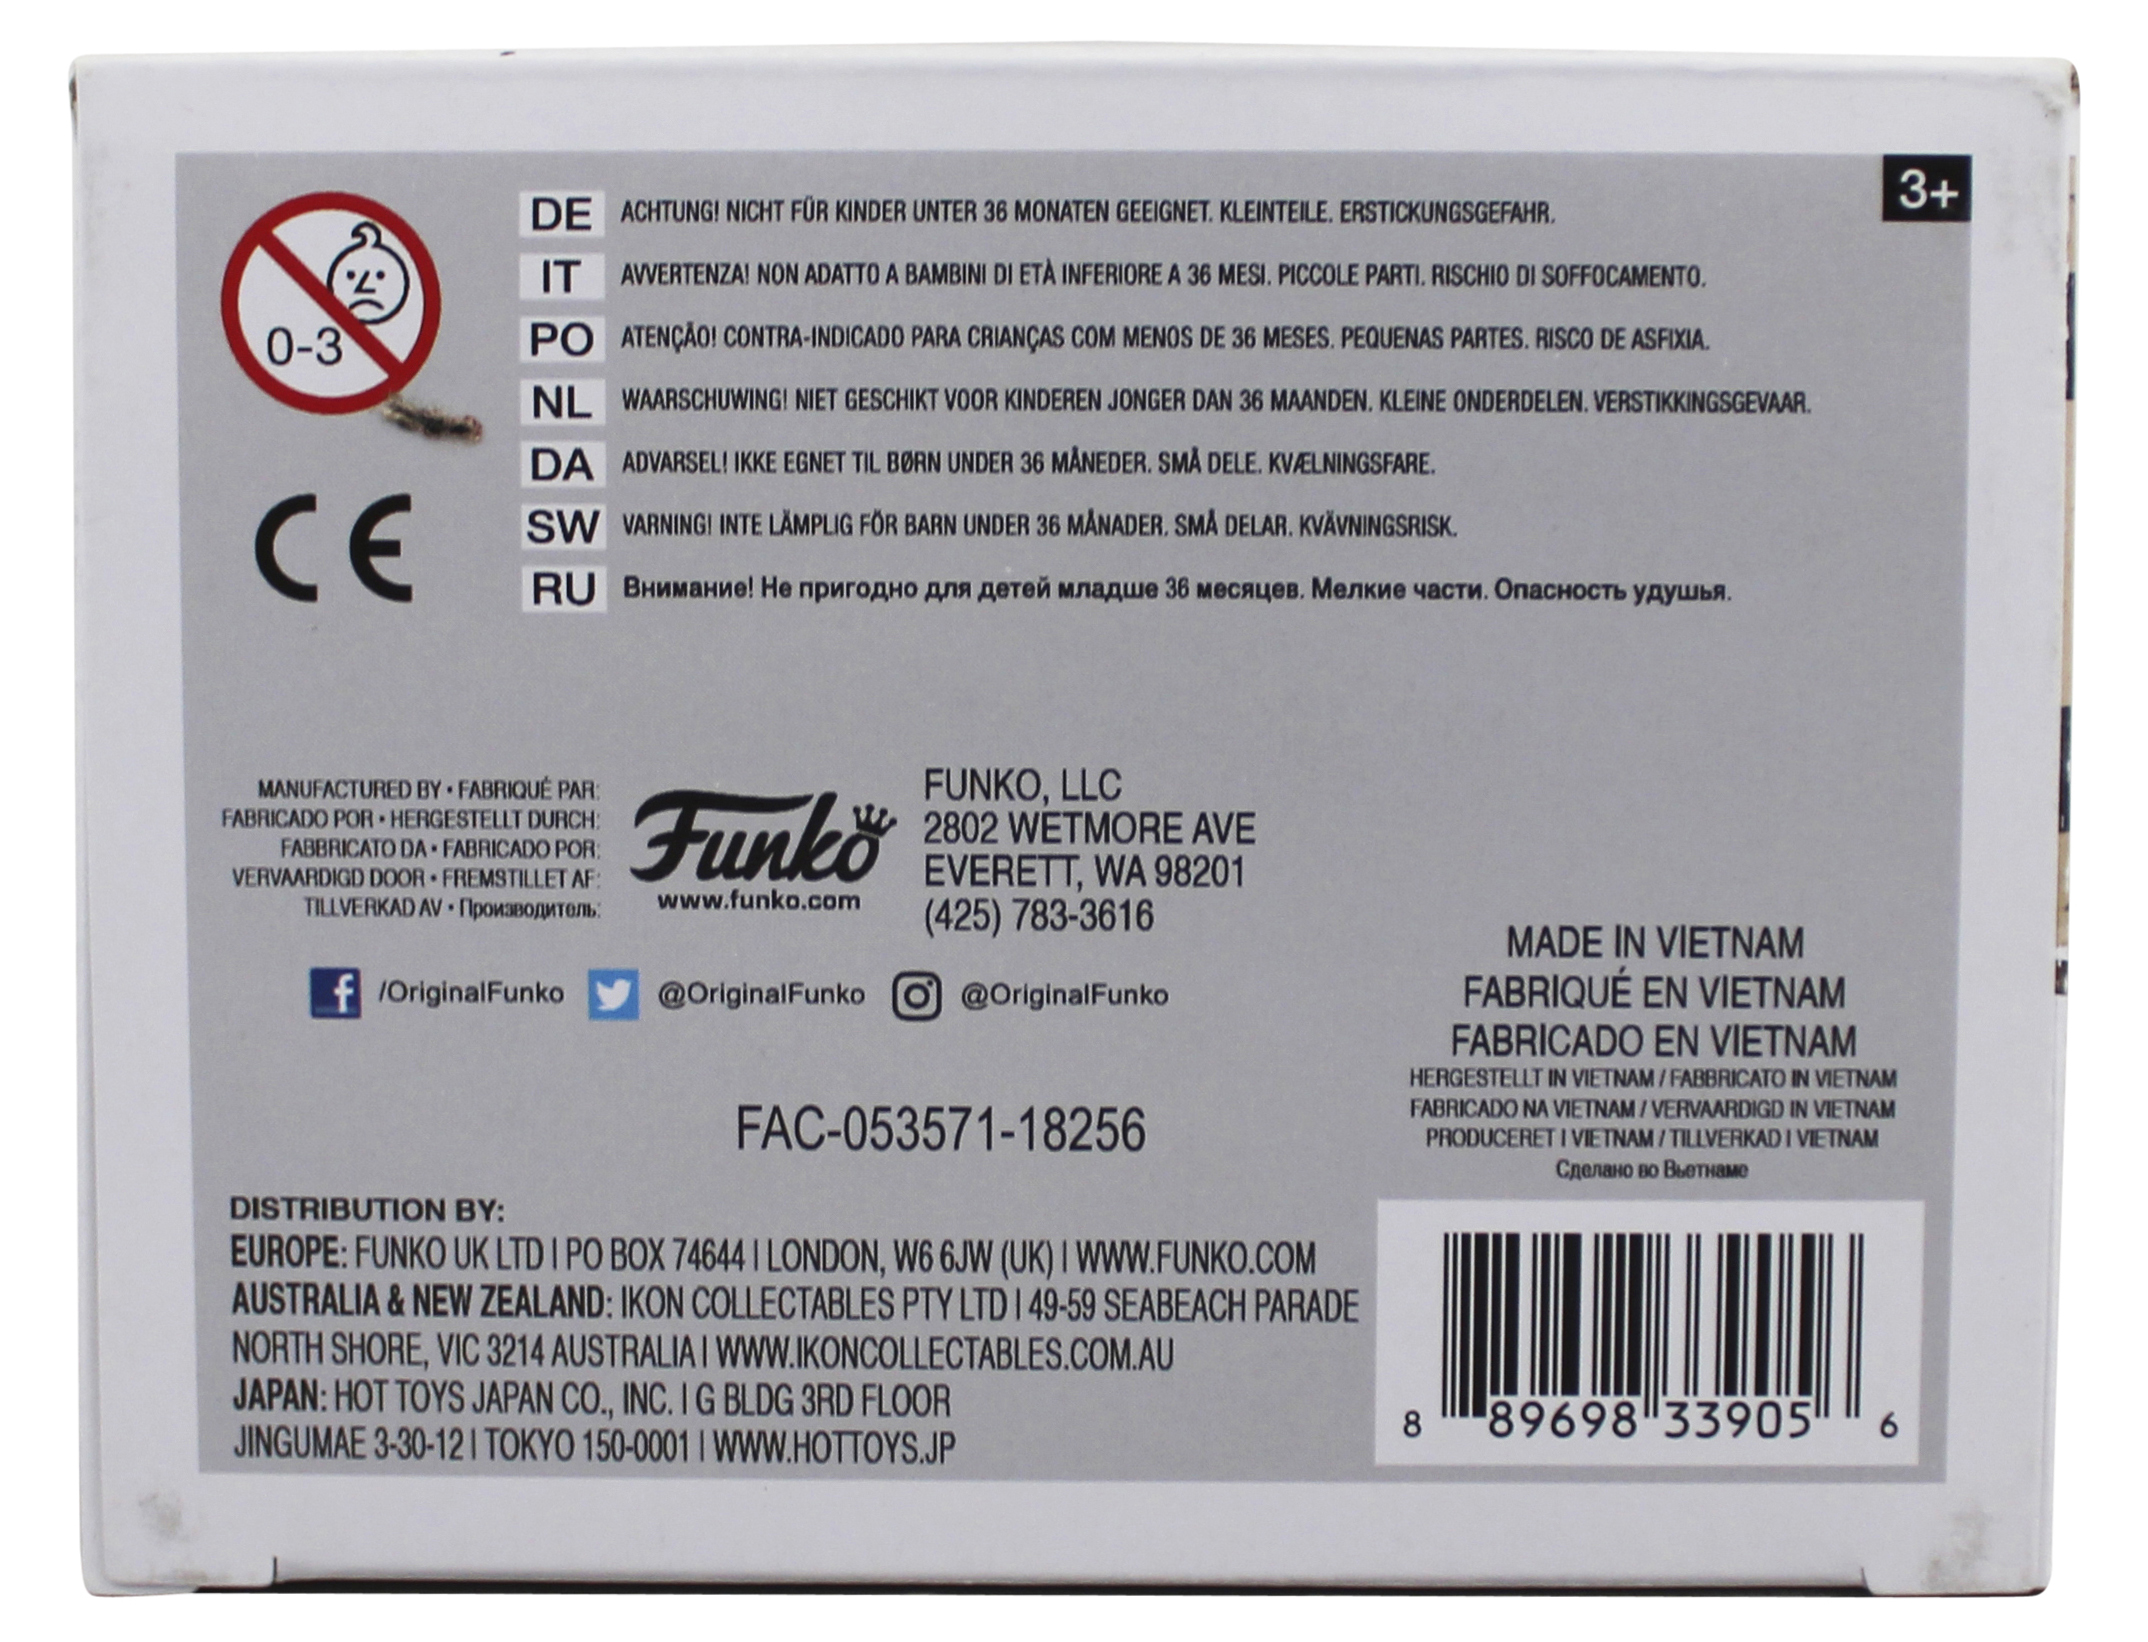 3+
0-3
DE ACHTUNG! NICHT FÜR KINDER UNTER 36 MONATEN GEEIGNET. KLEINTEILE. ERSTICKUNGSGEFAHR.
IT AVVERTENZA! NON ADATTO A BAMBINI DI ETÀ INFERIORE A 36 MESI. PICCOLE PARTI. RISCHIO DI SOFFOCAMENTO.
PO ATENÇÃO! CONTRA-INDICADO PARA CRIANÇAS COM MENOS DE 36 MESES. PEQUENAS PARTES. RISCO DE ASFIXIA.
NL WAARSCHUWING! NIET GESCHIKT VOOR KINDEREN JONGER DAN 36 MAANDEN. KLEINE ONDERDELEN. VERSTIKKINGSGEVAAR.
DA ADVARSEL! IKKE EGNET TIL BØRN UNDER 36 MÅNEDER. SMÅ DELE. KVÆLNINGSFARE.
SW VARNING! INTE LÄMPLIG FÖR BARN UNDER 36 MÅNADER. SMÅ DELAR. KVÄVNINGSRISK.
RU Внимание! Не пригодно для детей младше 36 месяцев. Мелкие части. Опасность удушья.
CE
MANUFACTURED BY • FABRIQUÉ PAR:
FABRICADO POR • HERGESTELLT DURCH:
FABBRICATO DA • FABRICADO POR:
VERVAARDIGD DOOR • FREMSTILLET AF:
TILLVERKAD AV • Производитель:
Funko
www.funko.com
FUNKO, LLC
2802 WETMORE AVE
EVERETT, WA 98201
(425) 783-3616
f /OriginalFunko @OriginalFunko @OriginalFunko
FAC-053571-18256
MADE IN VIETNAM
FABRIQUÉ EN VIETNAM
FABRICADO EN VIETNAM
HERGESTELLT IN VIETNAM / FABBRICATO IN VIETNAM
FABRICADO NA VIETNAM / VERVAARDIGD IN VIETNAM
PRODUCERET I VIETNAM / TILLVERKAD I VIETNAM
Сделано во Вьетнаме
DISTRIBUTION BY:
EUROPE: FUNKO UK LTD | PO BOX 74644 | LONDON, W6 6JW (UK) | WWW.FUNKO.COM
AUSTRALIA & NEW ZEALAND: IKON COLLECTABLES PTY LTD | 49-59 SEABEACH PARADE
NORTH SHORE, VIC 3214 AUSTRALIA | WWW.IKONCOLLECTABLES.COM.AU
JAPAN: HOT TOYS JAPAN CO., INC. | G BLDG 3RD FLOOR
JINGUMAE 3-30-12 | TOKYO 150-0001 | WWW.HOTTOYS.JP
8 89698 33905 6